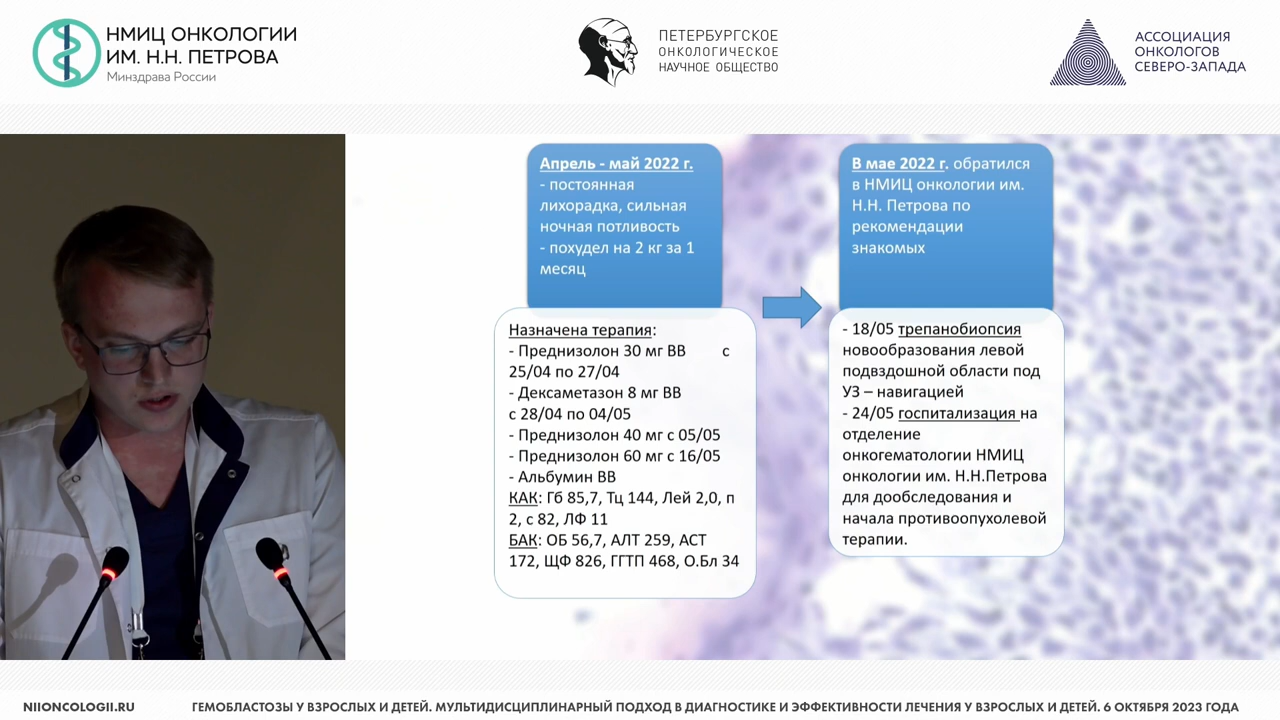 НМИЦ ОНКОЛОГИИ
ИМ. Н.Н. ПЕТРОВА
Минздрава России
ПЕТЕРБУРГСКОЕ
ОНКОЛОГИЧЕСКОЕ
НАУЧНОЕ ОБЩЕСТВО
АССОЦИАЦИЯ
ОНКОЛОГОВ
СЕВЕРО-ЗАПАДА
Апрель - май 2022 г.
- постоянная
лихорадка, сильная
ночная потливость
- похудел на 2 кг за 1
месяц
Назначена терапия:
- Преднизолон 30 мг ВВ с
25/04 по 27/04
- Дексаметазон 8 мг ВВ
с 28/04 по 04/05
- Преднизолон 40 мг с 05/05
- Преднизолон 60 мг с 16/05
- Альбумин ВВ
КАК: Гб 85,7, Тц 144, Лей 2,0, п
2, с 82, ЛФ 11
БАК: ОБ 56,7, АЛТ 259, АСТ
172, ЩФ 826, ГГТП 468, О.Бл 34
В мае 2022 г. обратился
в НМИЦ онкологии им.
Н.Н. Петрова по
рекомендации
знакомых
- 18/05 трепанобиопсия
новообразования левой
подвздошной области под
УЗ – навигацией
- 24/05 госпитализация на
отделение
онкогематологии НМИЦ
онкологии им. Н.Н.Петрова
для дообследования и
начала противоопухолевой
терапии.
NIIONCOLOGII.RU
ГЕМОБЛАСТОЗЫ У ВЗРОСЛЫХ И ДЕТЕЙ. МУЛЬТИДИСЦИПЛИНАРНЫЙ ПОДХОД В ДИАГНОСТИКЕ И ЭФФЕКТИВНОСТИ ЛЕЧЕНИЯ У ВЗРОСЛЫХ И ДЕТЕЙ. 6 ОКТЯБРЯ 2023 ГОДА